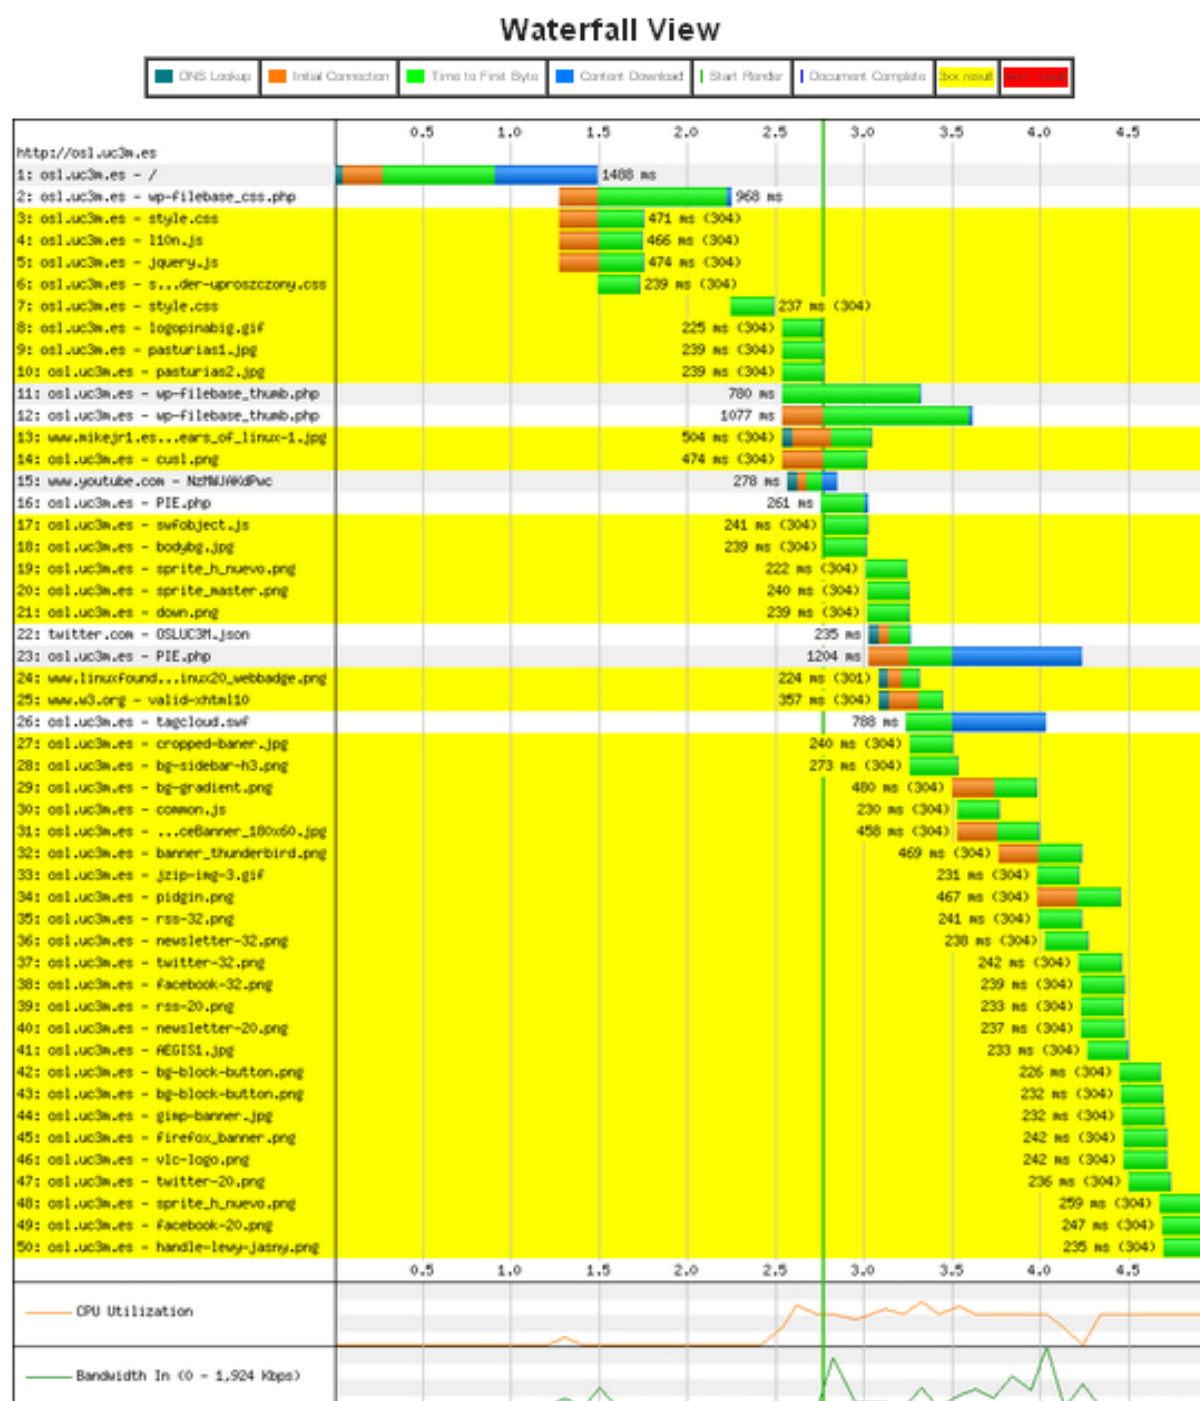 Waterfall View
DNS Lookup Initial Connection Time to First Byte Content Download Start Render Document Complete 3xx result
0.5 1.0 1.5 2.0 2.5 3.0 3.5 4.0 4.5
http://osl.uc3m.es
1: osl.uc3m.es - / 1488 ms
2: osl.uc3m.es - wp-filebase_css.php 968 ms
3: osl.uc3m.es - style.css 471 ms (304)
4: osl.uc3m.es - l10n.js 466 ms (304)
5: osl.uc3m.es - jquery.js 474 ms (304)
6: osl.uc3m.es - s...der-uproszczony.css 239 ms (304)
7: osl.uc3m.es - style.css 237 ms (304)
8: osl.uc3m.es - logopinabig.gif 225 ms (304)
9: osl.uc3m.es - pasturias1.jpg 239 ms (304)
10: osl.uc3m.es - pasturias2.jpg 239 ms (304)
11: osl.uc3m.es - wp-filebase_thumb.php 780 ms
12: osl.uc3m.es - wp-filebase_thumb.php 1077 ms
13: www.mikejr1.es...ears_of_linux-1.jpg 504 ms (304)
14: osl.uc3m.es - cusl.png 474 ms (304)
15: www.youtube.com - 278 ms
16: osl.uc3m.es - PIE.php 261 ms
17: osl.uc3m.es - swfobject.js 241 ms (304)
18: osl.uc3m.es - bodybg.jpg 239 ms (304)
19: osl.uc3m.es - sprite_h_nuevo.png 222 ms (304)
20: osl.uc3m.es - sprite_master.png 240 ms (304)
21: osl.uc3m.es - down.png 239 ms (304)
22: twitter.com - OSLUC3M.json 235 ms
23: osl.uc3m.es - PIE.php 1204 ms
24: www.linuxfound...inux20_webbadge.png 224 ms (301)
25: www.w3.org - valid-xhtml10 357 ms (304)
26: osl.uc3m.es - tagcloud.swf 788 ms
27: osl.uc3m.es - cropped-baner.jpg 240 ms (304)
28: osl.uc3m.es - bg-sidebar-h3.png 273 ms (304)
29: osl.uc3m.es - bg-gradient.png 480 ms (304)
30: osl.uc3m.es - common.js 230 ms (304)
31: osl.uc3m.es - ...ceBanner_180x60.jpg 458 ms (304)
32: osl.uc3m.es - banner_thunderbird.png 469 ms (304)
33: osl.uc3m.es - jzip-img-3.gif 231 ms (304)
34: osl.uc3m.es - pidgin.png 467 ms (304)
35: osl.uc3m.es - rss-32.png 241 ms (304)
36: osl.uc3m.es - newsletter-32.png 238 ms (304)
37: osl.uc3m.es - twitter-32.png 242 ms (304)
38: osl.uc3m.es - facebook-32.png 239 ms (304)
39: osl.uc3m.es - rss-20.png 233 ms (304)
40: osl.uc3m.es - newsletter-20.png 237 ms (304)
41: osl.uc3m.es - AEGIS1.jpg 233 ms (304)
42: osl.uc3m.es - bg-block-button.png 226 ms (304)
43: osl.uc3m.es - bg-block-button.png 232 ms (304)
44: osl.uc3m.es - gimp-banner.jpg 232 ms (304)
45: osl.uc3m.es - firefox_banner.png 242 ms (304)
46: osl.uc3m.es - vlc-logo.png 242 ms (304)
47: osl.uc3m.es - twitter-20.png 236 ms (304)
48: osl.uc3m.es - sprite_h_nuevo.png 259 ms (304)
49: osl.uc3m.es - facebook-20.png 247 ms (304)
50: osl.uc3m.es - handle-lewy-jasny.png 235 ms (304)
0.5 1.0 1.5 2.0 2.5 3.0 3.5 4.0 4.5
CPU Utilization
Bandwidth In (0 - 1,924 Kbps)